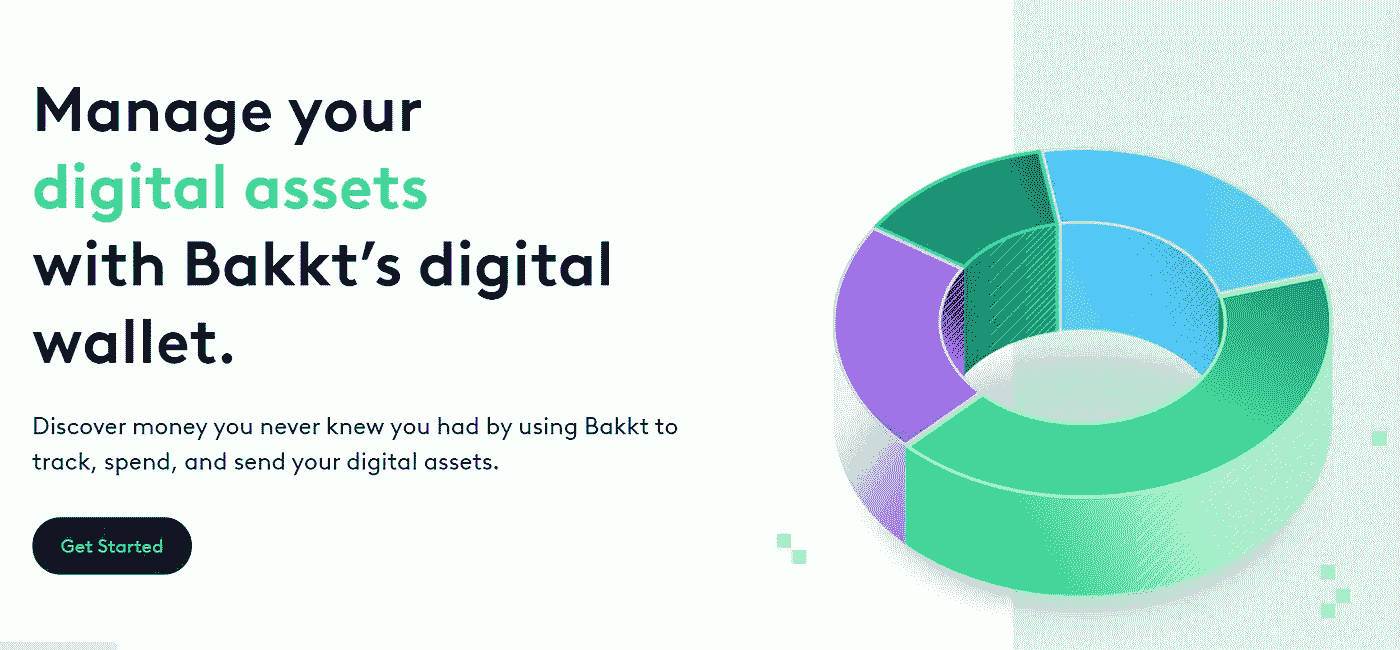 Manage your
digital assets
with Bakkt’s digital
wallet.
Discover money you never knew you had by using Bakkt to
track, spend, and send your digital assets.
Get Started